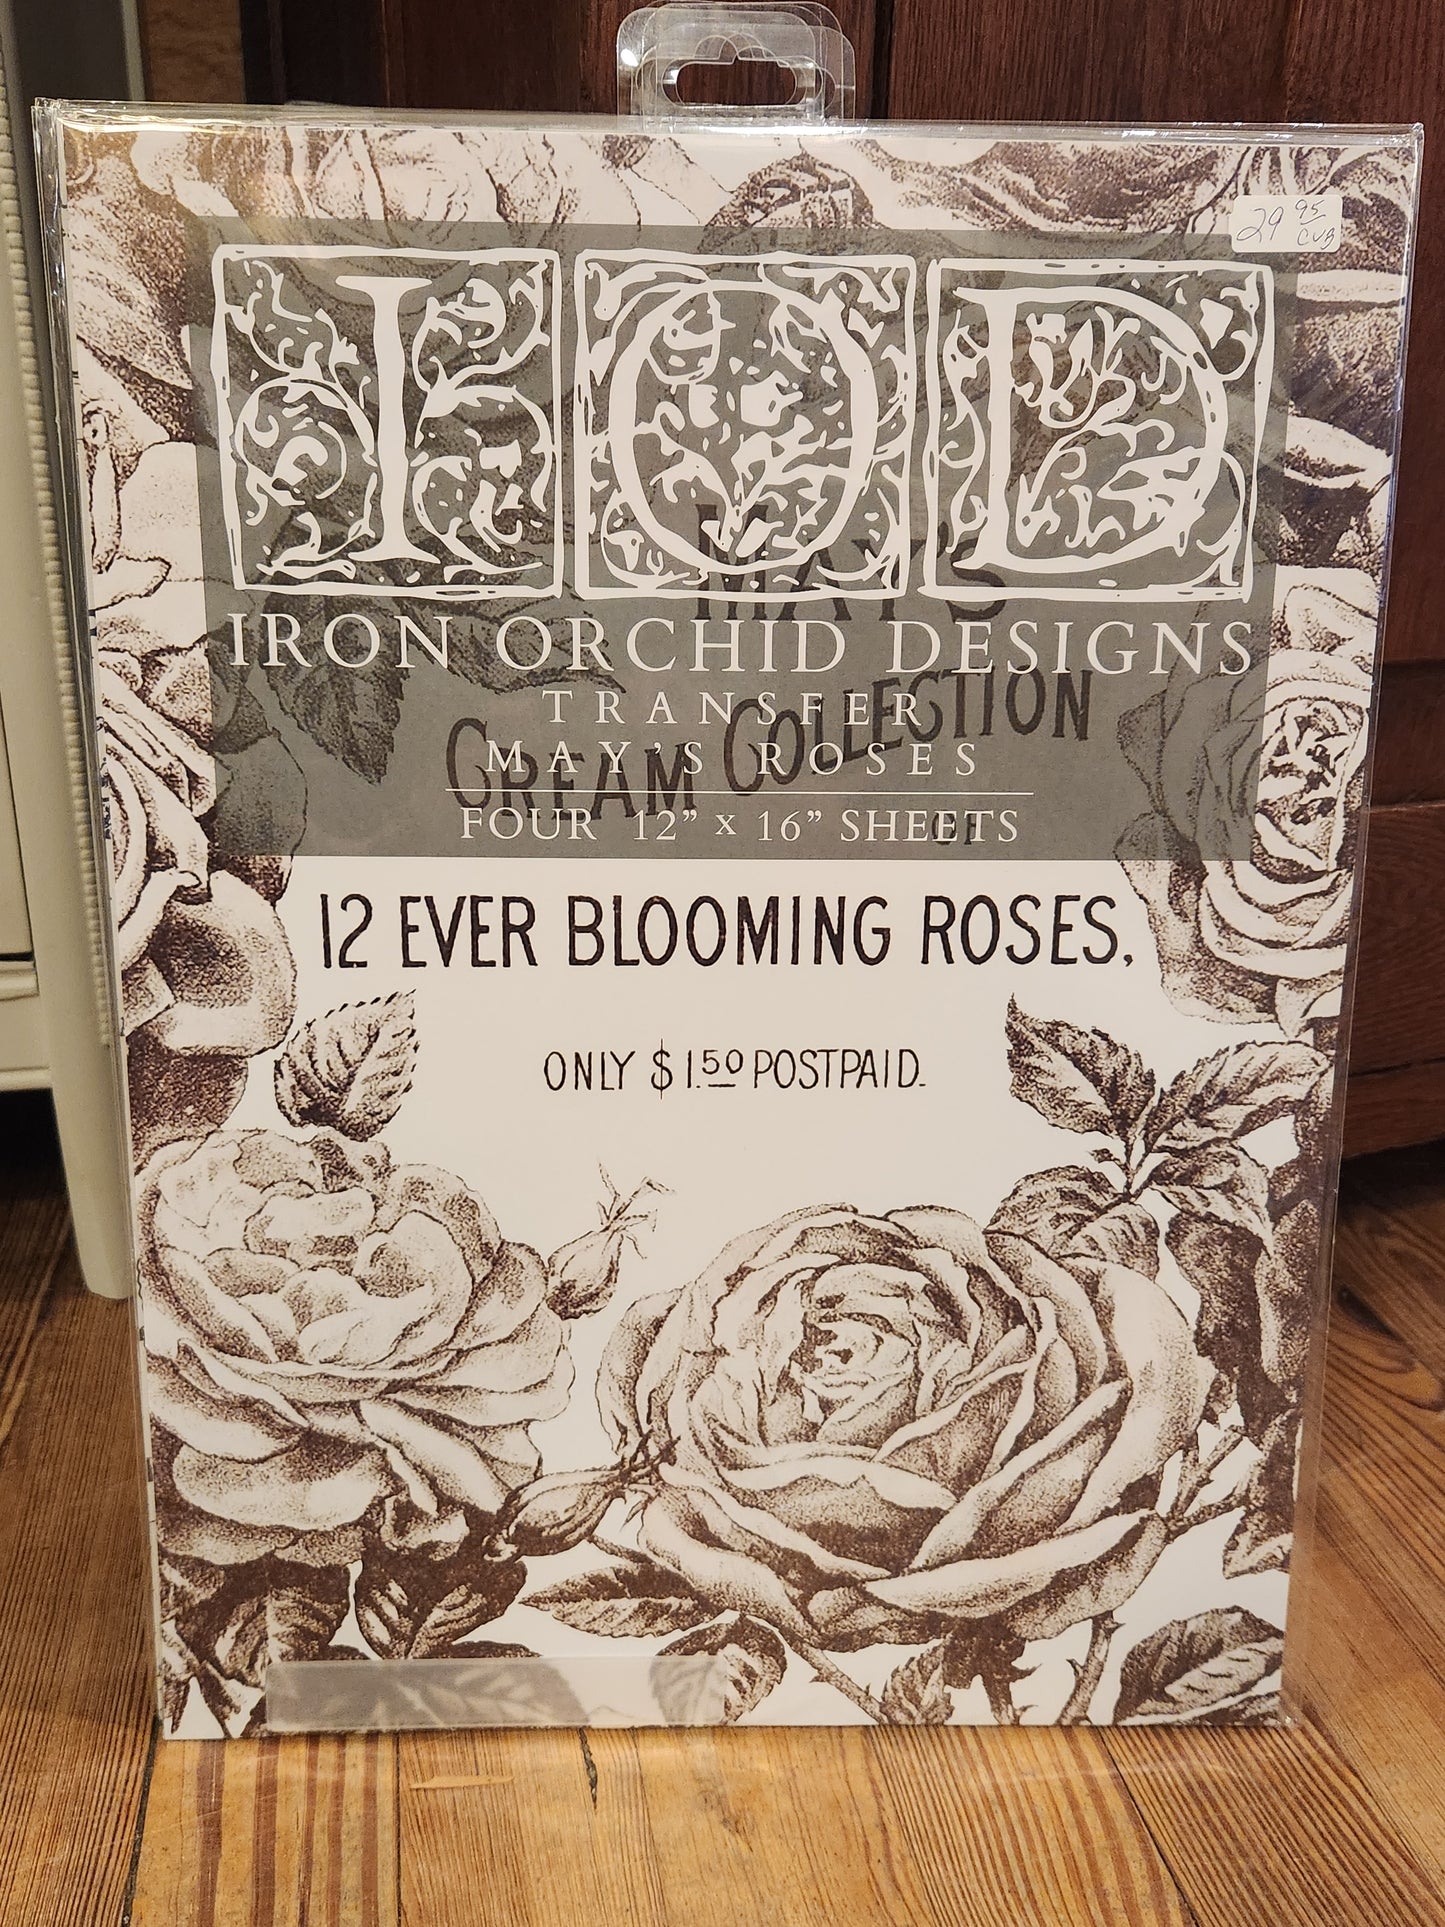 29 95
CVB
IOD
MAY'S
IRON ORCHID DESIGNS
TRANSFER
CREAM COLLECTION
MAY'S ROSES
OF
FOUR 12" x 16" SHEETS
12 EVER BLOOMING ROSES,
ONLY $1.50 POSTPAID.